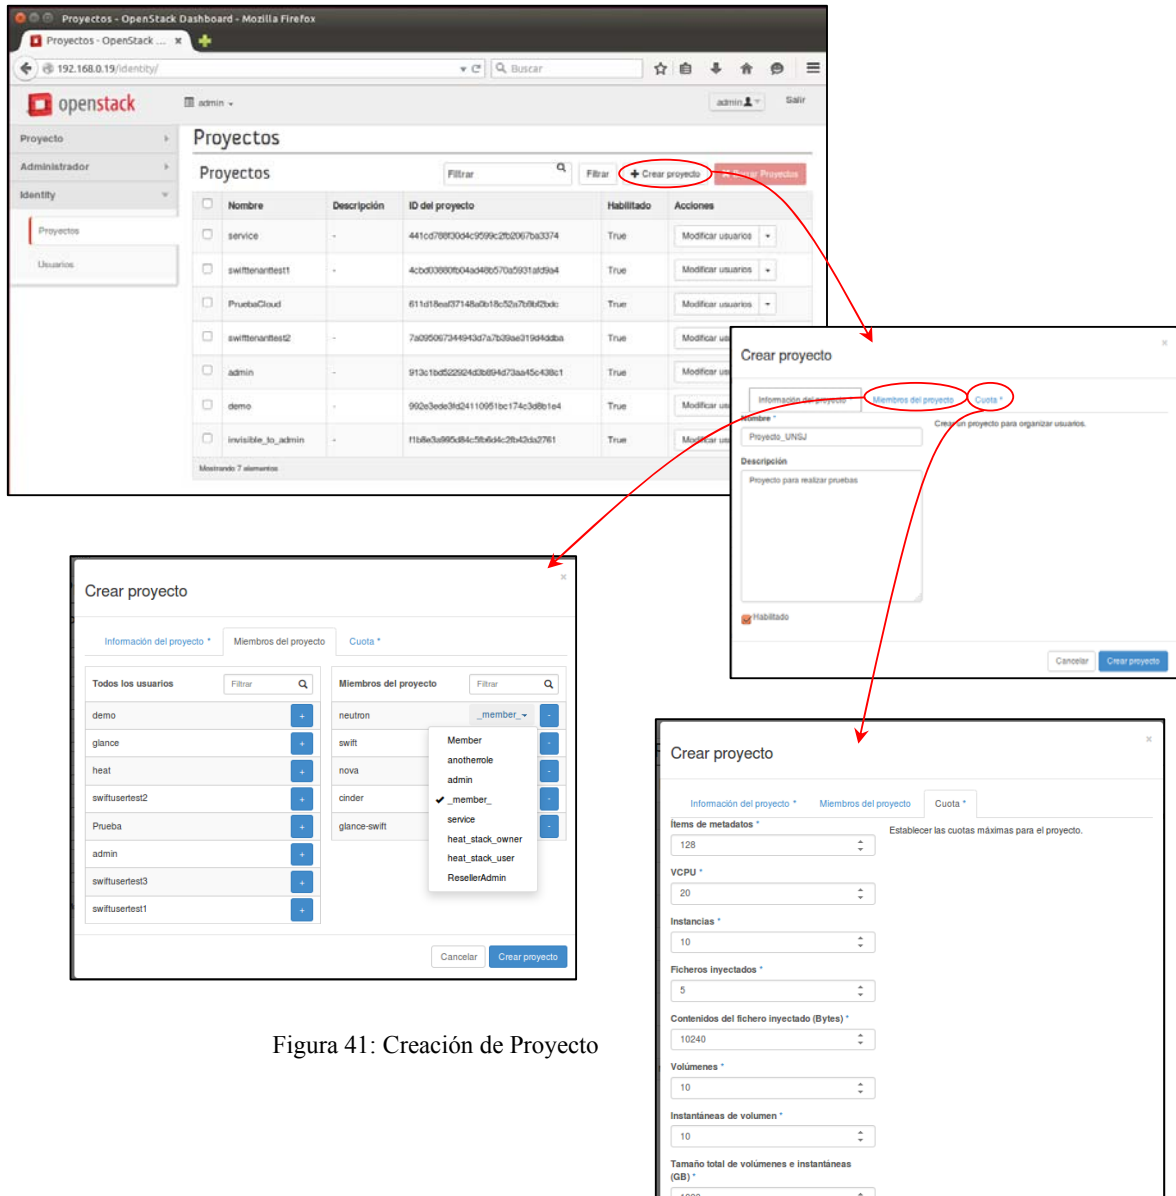 Proyectos - OpenStack Dashboard - Mozilla Firefox
Proyectos - OpenStack ...
192.168.0.19/identity/
Buscar
openstack
admin
admin
Salir
Proyecto
Administrador
Identity
Proyectos
Usuarios
Proyectos
Proyectos
Filtrar
Filtrar
Crear proyecto
Proyectos
Nombre Descripción ID del proyecto Habilitado Acciones
service - True Modificar usuarios
swifttenanttest1 - True Modificar usuarios
PruebaCloud True Modificar usuarios
swifttenanttest2 - True
admin - True
demo - True
invisible_to_admin - True
Mostrando 7 elementos
Crear proyecto
Información del proyecto *
Miembros del proyecto
Cuota *
Nombre *
Proyecto_UNSJ
Crear un proyecto para organizar usuarios.
Descripción
Proyecto para realizar pruebas
Habilitado
Cancelar
Crear proyecto
Crear proyecto
Información del proyecto *
Miembros del proyecto
Cuota *
Todos los usuarios
Filtrar
demo
glance
heat
swiftusertest2
Prueba
admin
swiftusertest3
swiftusertest1
Miembros del proyecto
Filtrar
neutron _member_
swift
nova
cinder
glance-swift
Member
anotherrole
admin
_member_
service
heat_stack_owner
heat_stack_user
ResellerAdmin
Cancelar
Crear proyecto
Figura 41: Creación de Proyecto
Crear proyecto
Información del proyecto *
Miembros del proyecto
Cuota *
Ítems de metadatos *
128
Establecer las cuotas máximas para el proyecto.
VCPU *
20
Instancias *
10
Ficheros inyectados *
5
Contenidos del fichero inyectado (Bytes) *
10240
Volúmenes *
10
Instantáneas de volumen *
10
Tamaño total de volúmenes e instantáneas
(GB) *